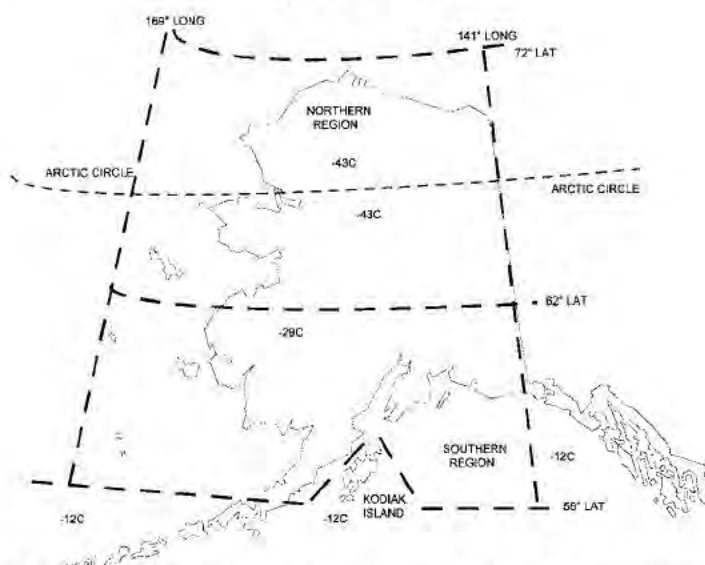 169° LONG
141° LONG
72° LAT
NORTHERN
REGION
-43C
ARCTIC CIRCLE
ARCTIC CIRCLE
-43C
62° LAT
-29C
SOUTHERN
REGION
-12C
KODIAK
ISLAND
-12C
-12C
56° LAT